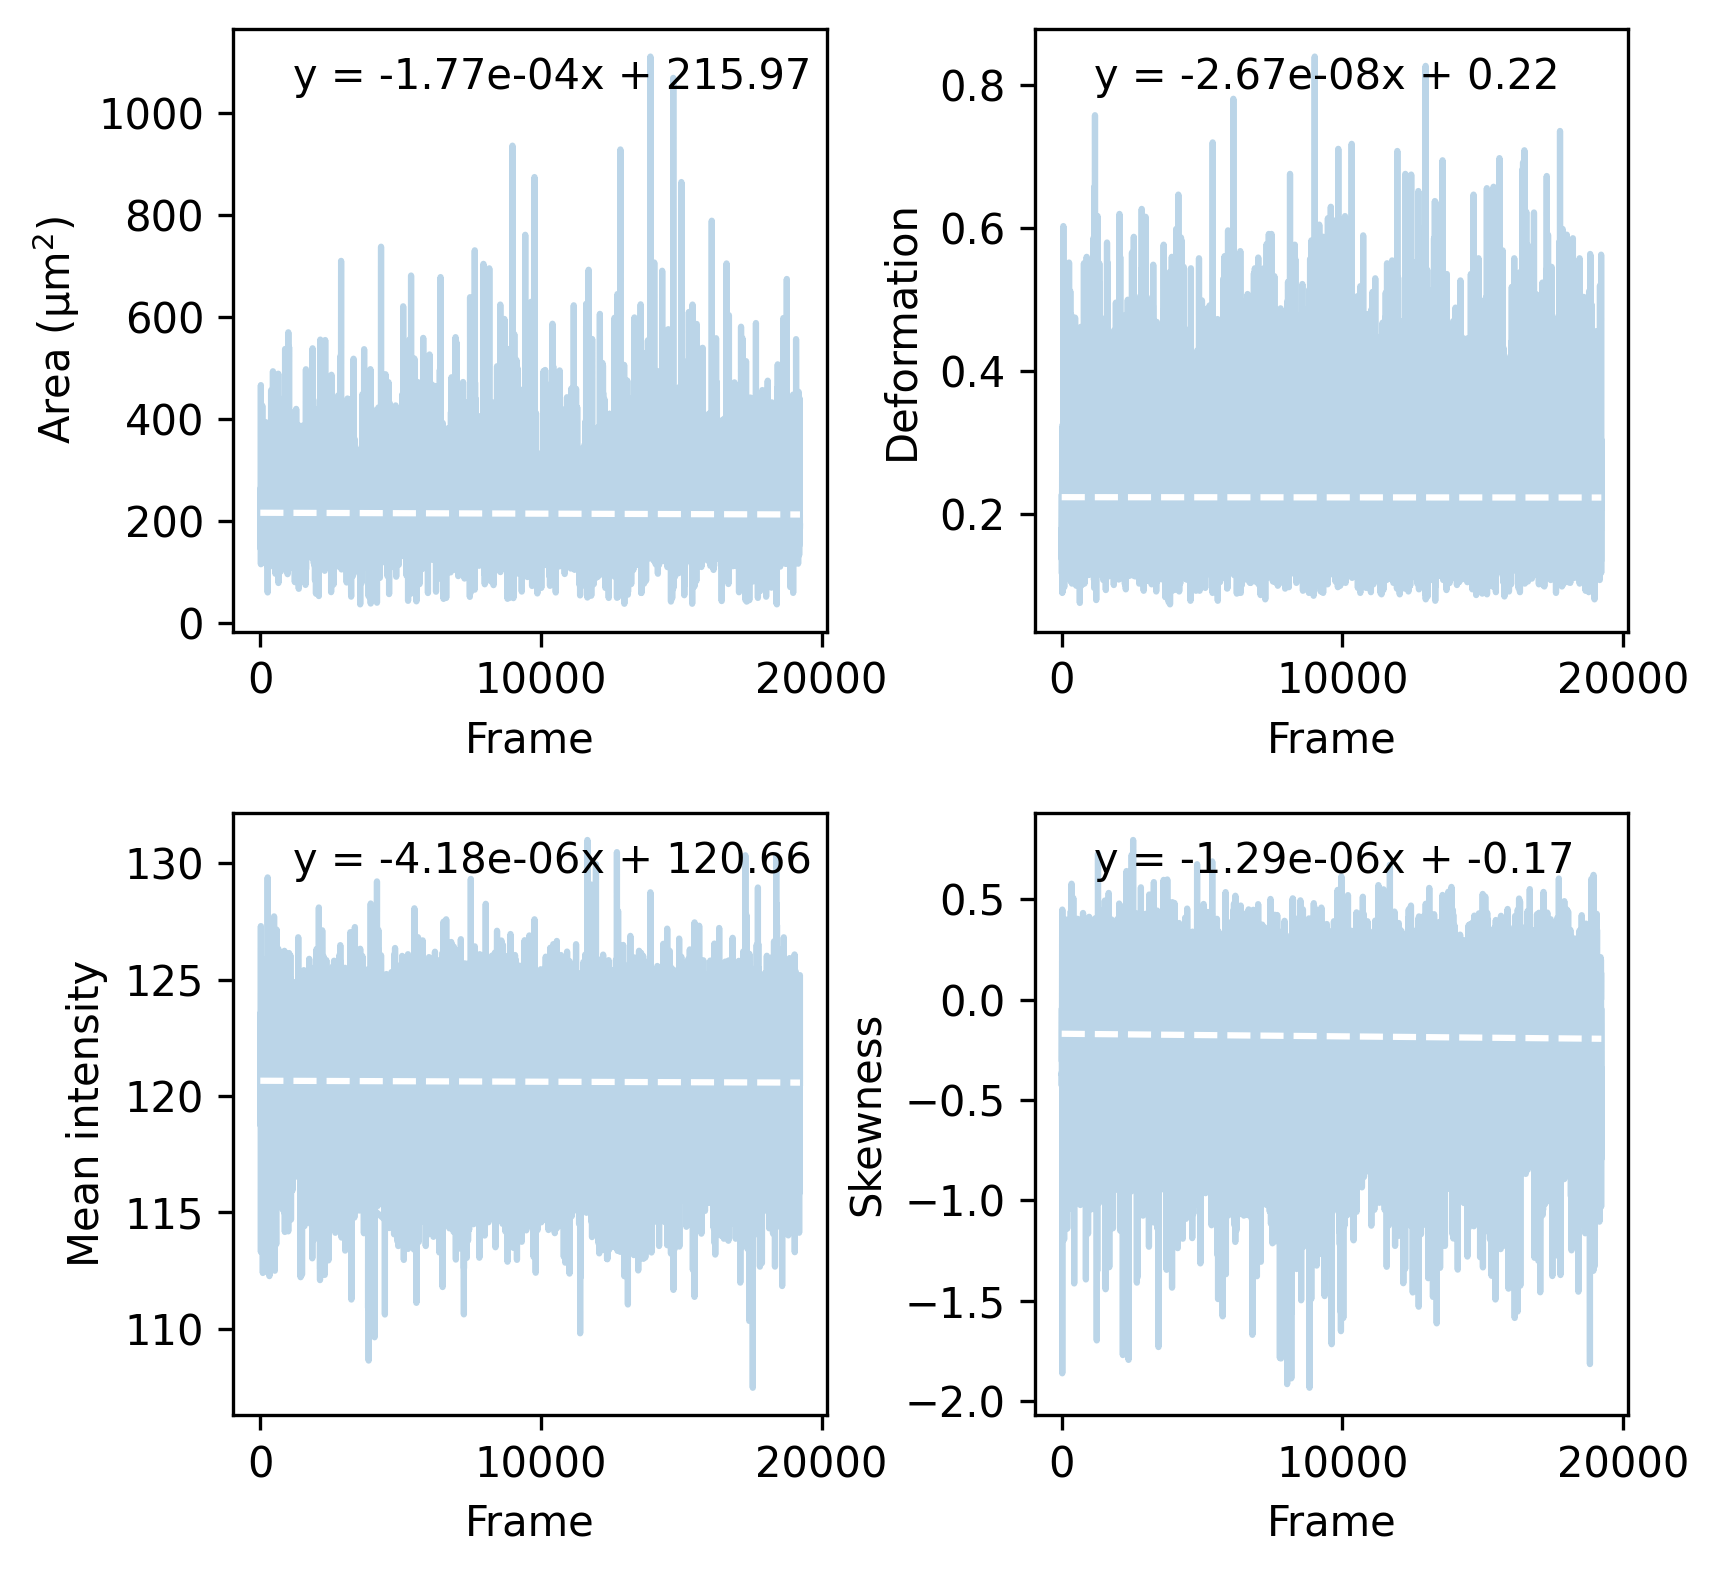 y = -1.77e-04x + 215.97
1000
800
600
400
200
0
Area (μm²)
0 10000 20000
Frame
y = -2.67e-08x + 0.22
0.8
0.6
0.4
0.2
Deformation
0 10000 20000
Frame
y = -4.18e-06x + 120.66
130
125
120
115
110
Mean intensity
0 10000 20000
Frame
y = -1.29e-06x + -0.17
0.5
0.0
−0.5
−1.0
−1.5
−2.0
Skewness
0 10000 20000
Frame